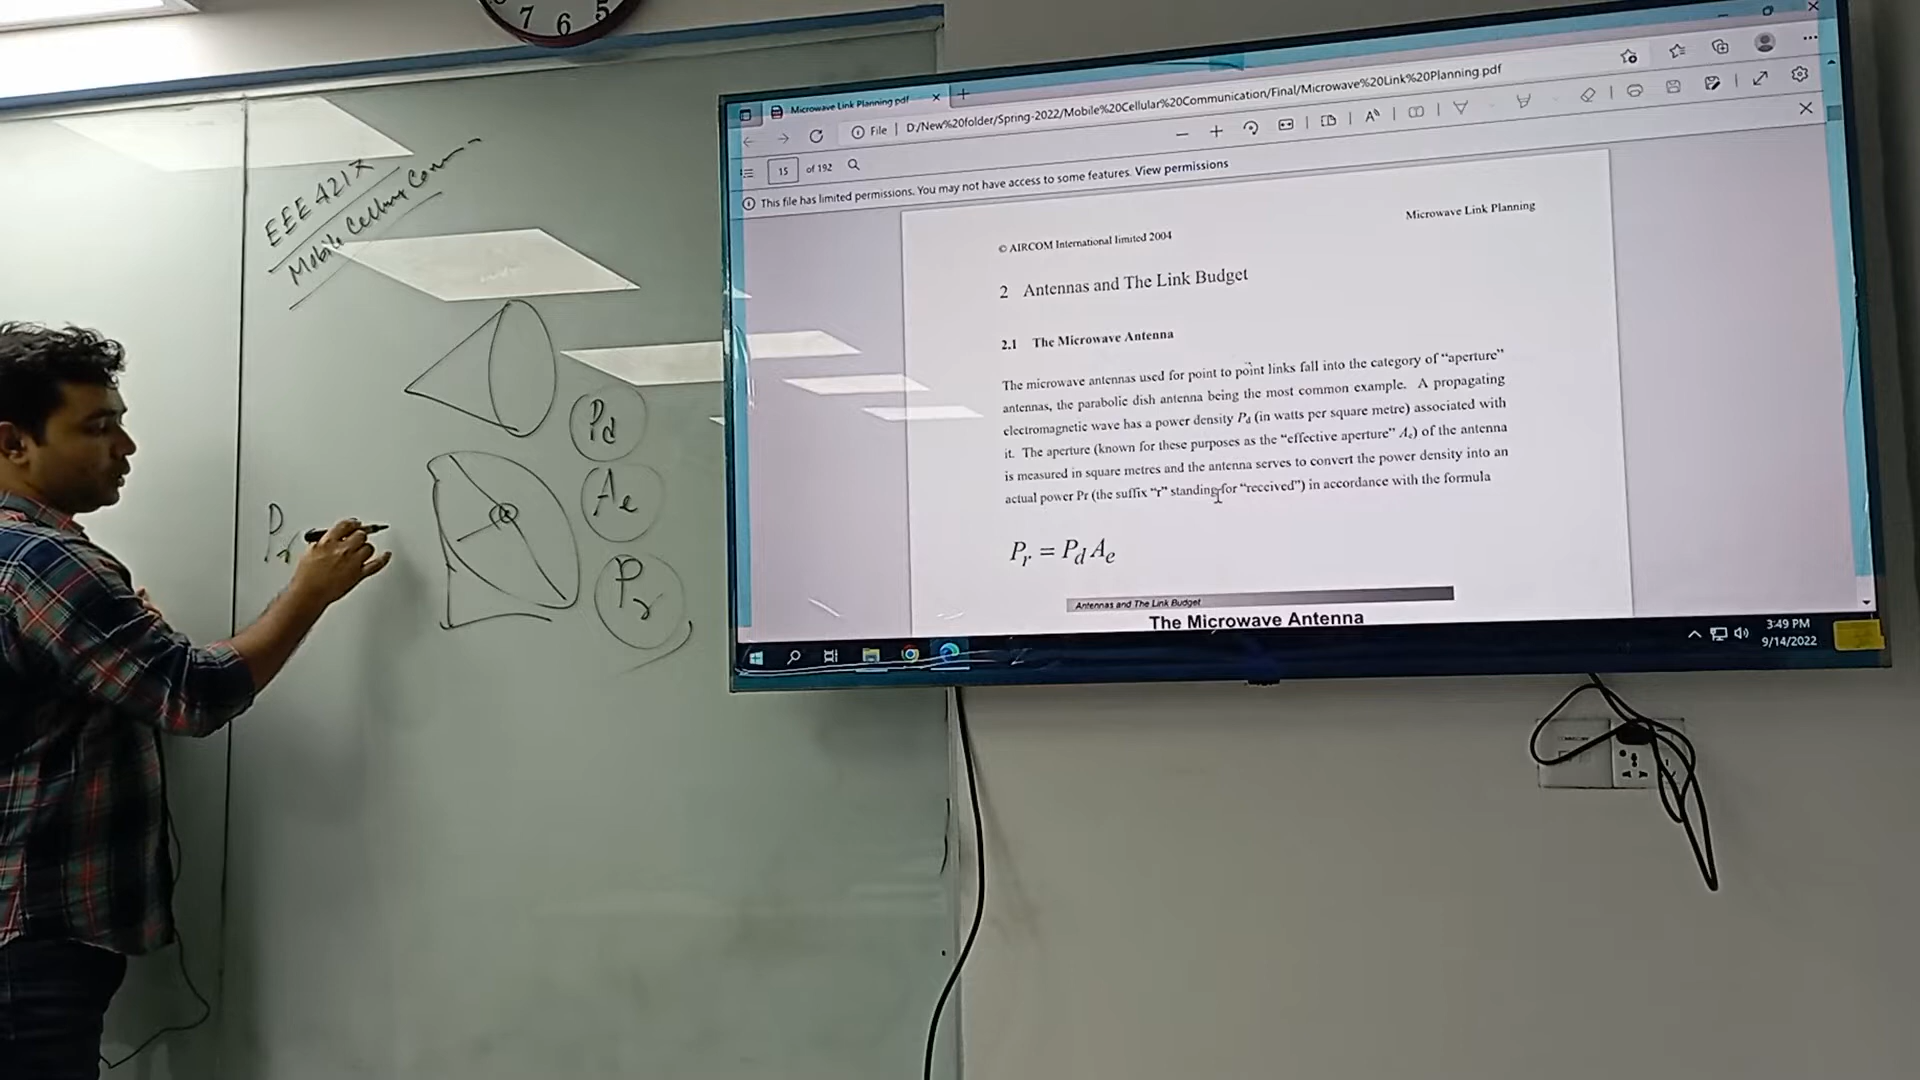 7 6 5
EEE 4217
Mobile Cellular Comm
Pd
Ae
Pr
Pr
Microwave Link Planning.pdf
File | D:/New%20folder/Spring-2022/Mobile%20Cellular%20Communication/Final/Microwave%20Link%20Planning.pdf
15 of 192
This file has limited permissions. You may not have access to some features. View permissions
© AIRCOM International limited 2004
Microwave Link Planning
2 Antennas and The Link Budget
2.1 The Microwave Antenna
The microwave antennas used for point to point links fall into the category of “aperture”
antennas, the parabolic dish antenna being the most common example. A propagating
electromagnetic wave has a power density Pd (in watts per square metre) associated with
it. The aperture (known for these purposes as the “effective aperture” Ae) of the antenna
is measured in square metres and the antenna serves to convert the power density into an
actual power Pr (the suffix “r” standing for “received”) in accordance with the formula
Pr = Pd Ae
Antennas and The Link Budget
The Microwave Antenna
3:49 PM
9/14/2022